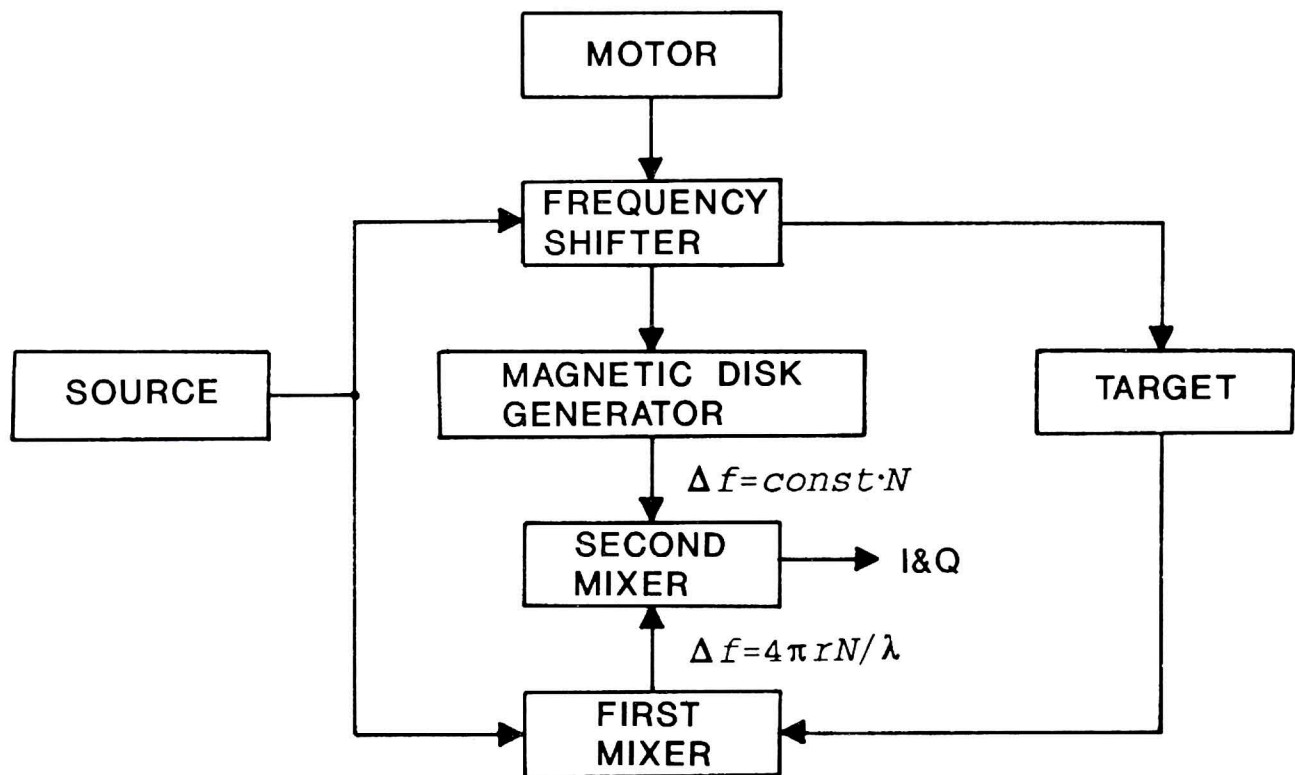 MOTOR
FREQUENCY
SHIFTER
SOURCE
MAGNETIC DISK
GENERATOR
TARGET
Δf=const·N
SECOND
MIXER
I&Q
Δf=4πrN/λ
FIRST
MIXER